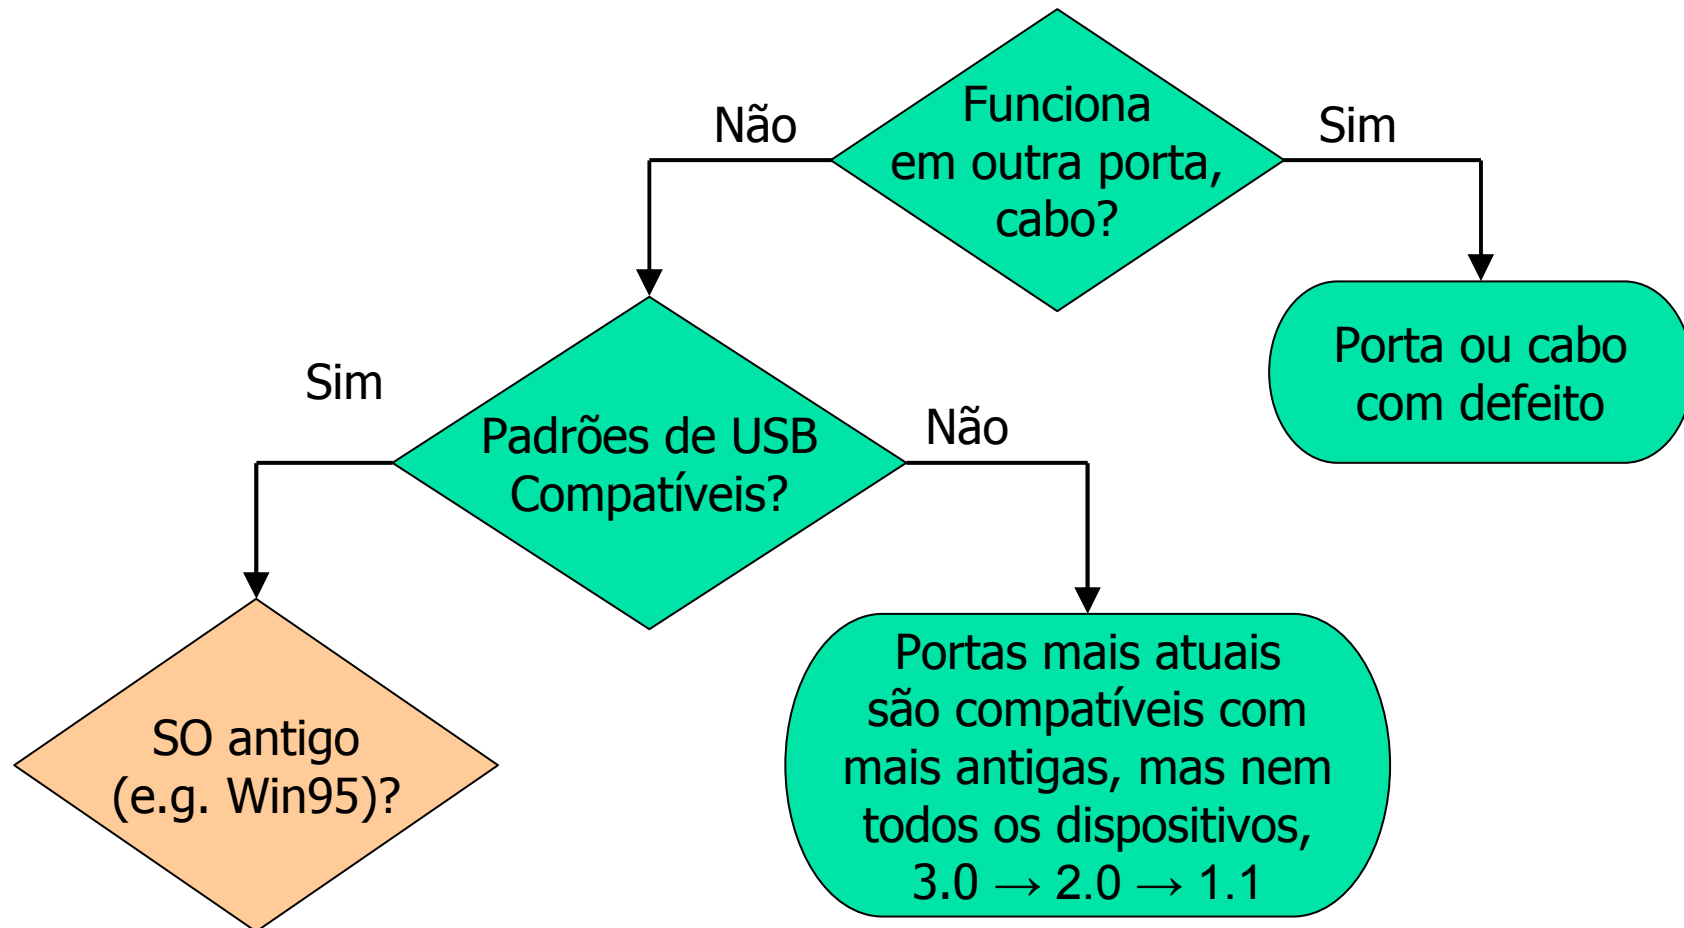 Não
Funciona
em outra porta,
cabo?
Sim
Porta ou cabo
com defeito
Sim
Padrões de USB
Compatíveis?
Não
SO antigo
(e.g. Win95)?
Portas mais atuais
são compatíveis com
mais antigas, mas nem
todos os dispositivos,
3.0 → 2.0 → 1.1